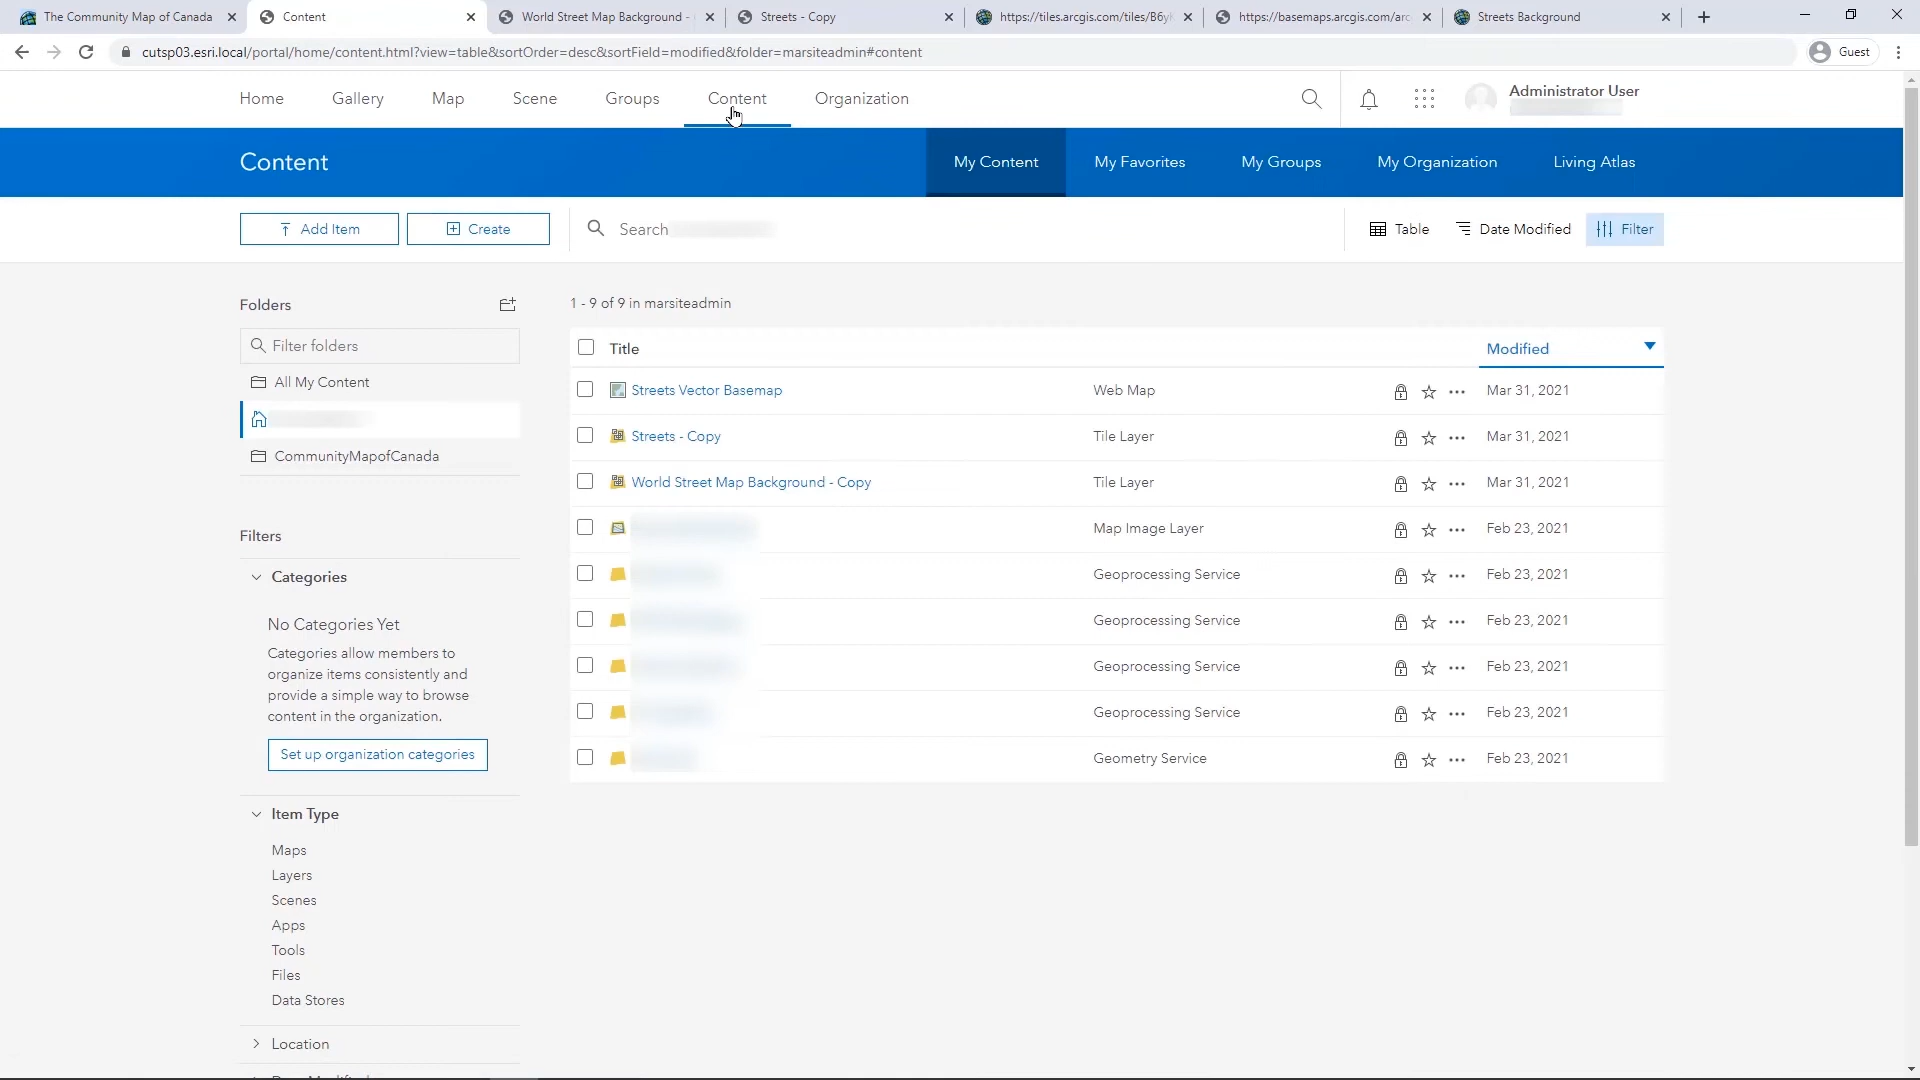 The Community Map of Canada
Content
World Street Map Background -
Streets - Copy
https://tiles.arcgis.com/tiles/B6yl
https://basemaps.arcgis.com/arc
Streets Background
cutsp03.esri.local/portal/home/content.html?view=table&sortOrder=desc&sortField=modified&folder=marsiteadmin#content
Guest
Home
Gallery
Map
Scene
Groups
Content
Organization
Administrator User
Content
My Content
My Favorites
My Groups
My Organization
Living Atlas
Add Item
Create
Search
Table
Date Modified
Filter
Folders
Filter folders
All My Content
CommunityMapofCanada
1 - 9 of 9 in marsiteadmin
Title
Modified
Streets Vector Basemap Web Map Mar 31, 2021
Streets - Copy Tile Layer Mar 31, 2021
World Street Map Background - Copy Tile Layer Mar 31, 2021
Map Image Layer Feb 23, 2021
Geoprocessing Service Feb 23, 2021
Geoprocessing Service Feb 23, 2021
Geoprocessing Service Feb 23, 2021
Geoprocessing Service Feb 23, 2021
Geometry Service Feb 23, 2021
Filters
Categories
No Categories Yet
Categories allow members to
organize items consistently and
provide a simple way to browse
content in the organization.
Set up organization categories
Item Type
Maps
Layers
Scenes
Apps
Tools
Files
Data Stores
Location